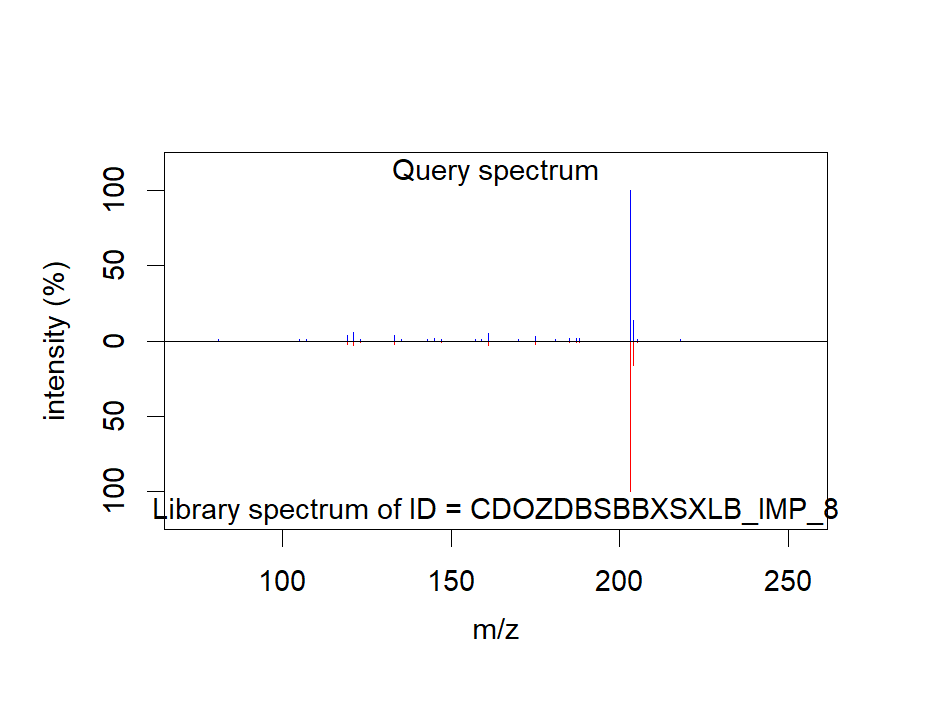 Query spectrum
100
50
0
50
100
intensity (%)
Library spectrum of ID = CDOZDBSBBXSXLB_IMP_8
100 150 200 250
m/z